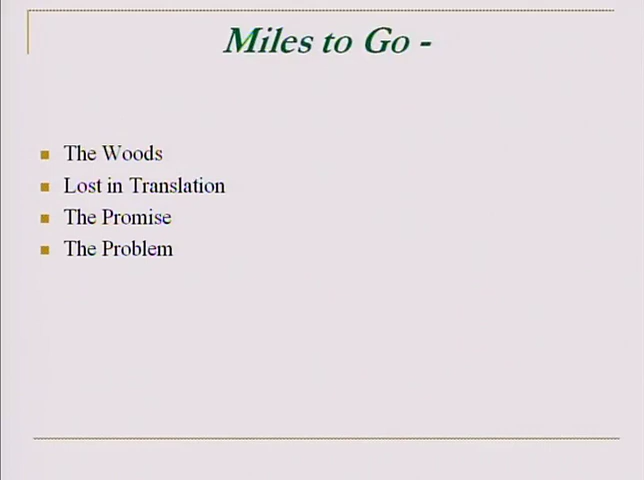 Miles to Go -
The Woods
Lost in Translation
The Promise
The Problem